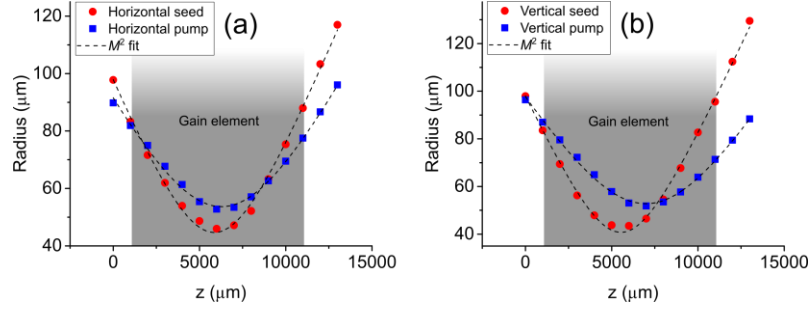 Horizontal seed
Horizontal pump
M² fit
(a)
Gain element
Radius (μm)
120
100
80
60
40
0
5000
10000
15000
z (μm)
Vertical seed
Vertical pump
M² fit
(b)
Gain element
Radius (μm)
120
100
80
60
40
0
5000
10000
15000
z (μm)